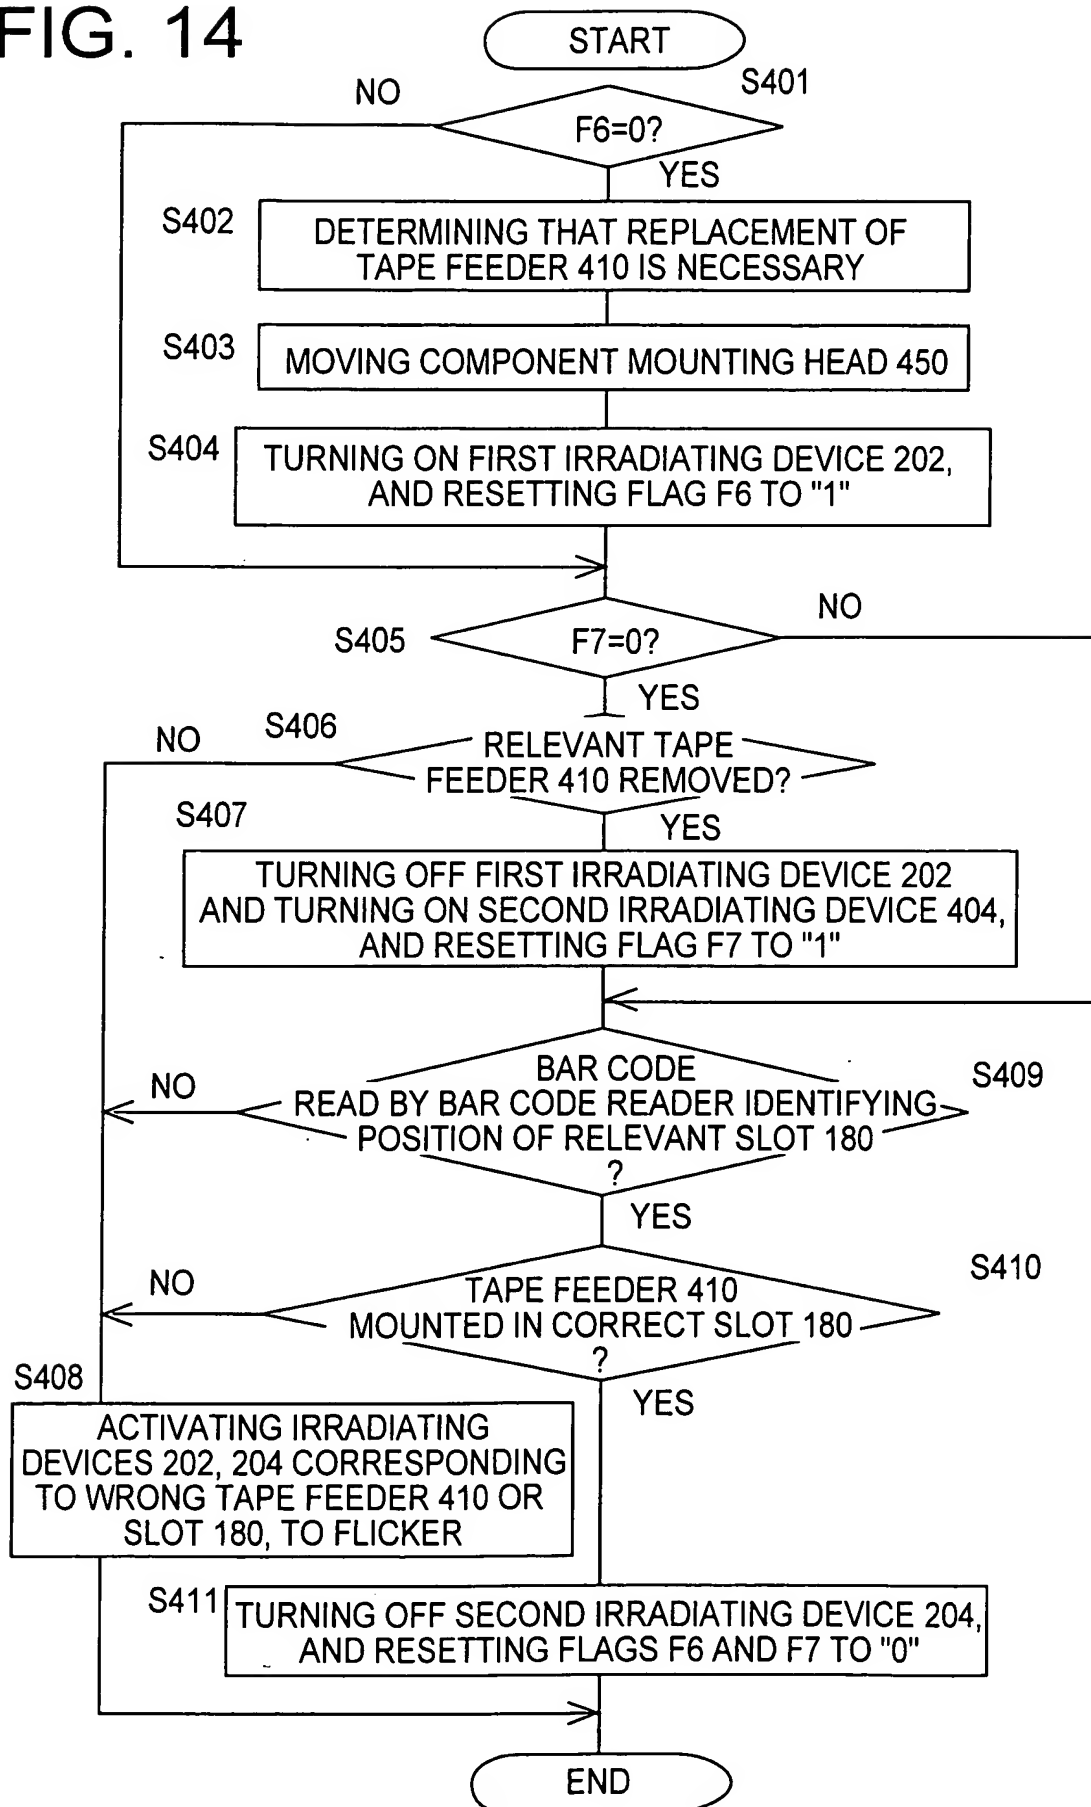 FIG. 14
START
S401
NO
F6=0?
YES
S402
DETERMINING THAT REPLACEMENT OF
TAPE FEEDER 410 IS NECESSARY
S403
MOVING COMPONENT MOUNTING HEAD 450
S404
TURNING ON FIRST IRRADIATING DEVICE 202,
AND RESETTING FLAG F6 TO "1"
NO
S405
F7=0?
YES
S406
NO
RELEVANT TAPE
FEEDER 410 REMOVED?
S407
YES
TURNING OFF FIRST IRRADIATING DEVICE 202
AND TURNING ON SECOND IRRADIATING DEVICE 404,
AND RESETTING FLAG F7 TO "1"
BAR CODE
S409
NO
READ BY BAR CODE READER IDENTIFYING
POSITION OF RELEVANT SLOT 180
?
YES
S410
NO
TAPE FEEDER 410
MOUNTED IN CORRECT SLOT 180
?
S408
YES
ACTIVATING IRRADIATING
DEVICES 202, 204 CORRESPONDING
TO WRONG TAPE FEEDER 410 OR
SLOT 180, TO FLICKER
S411
TURNING OFF SECOND IRRADIATING DEVICE 204,
AND RESETTING FLAGS F6 AND F7 TO "0"
END